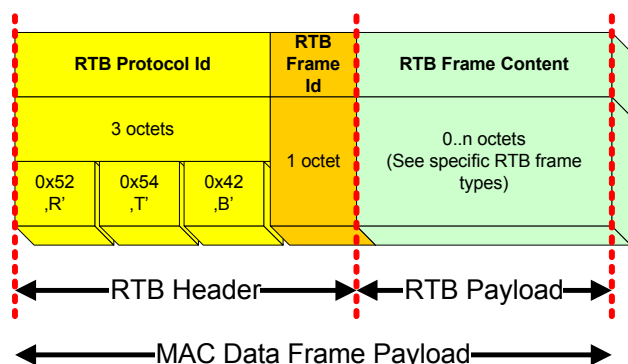 RTB Protocol Id
RTB
Frame
Id
RTB Frame Content
3 octets
1 octet
0..n octets
(See specific RTB frame
types)
0x52
‚R’
0x54
‚T’
0x42
‚B’
RTB Header
RTB Payload
MAC Data Frame Payload